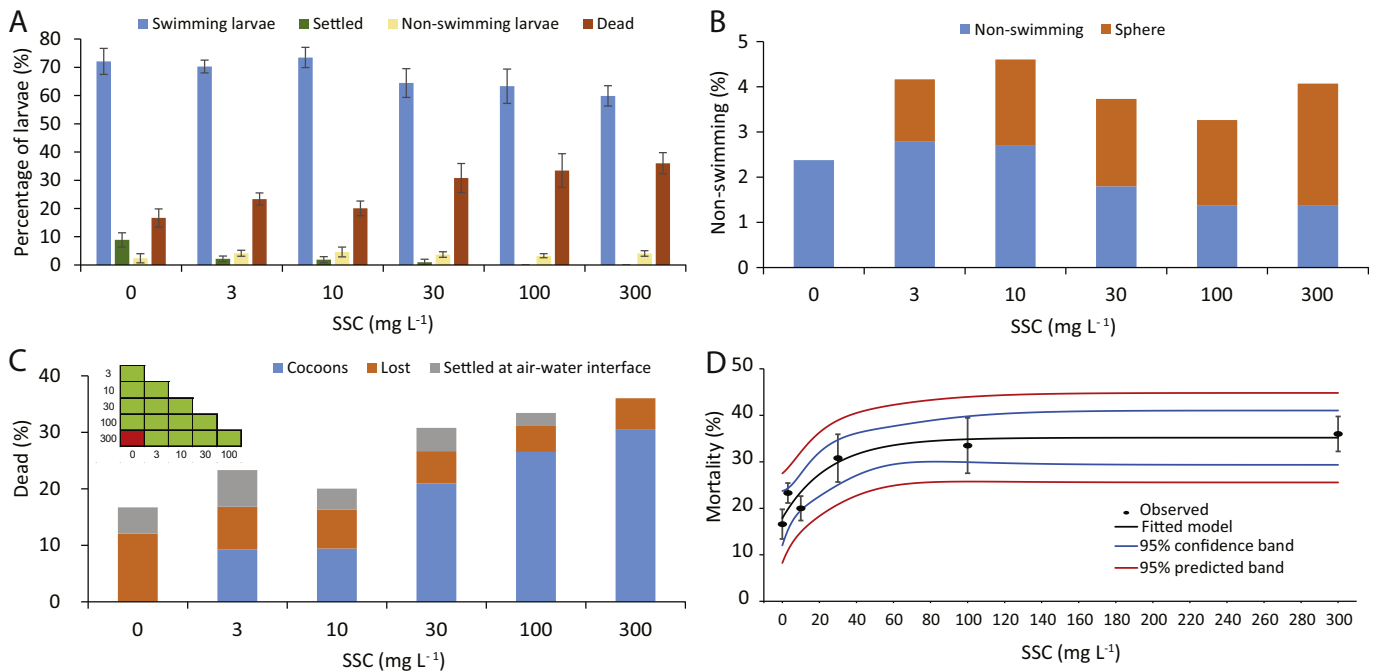 A
Swimming larvae Settled Non-swimming larvae Dead
Percentage of larvae (%)
80
70
60
50
40
30
20
10
0
0 3 10 30 100 300
SSC (mg L-1)
B
Non-swimming Sphere
Non-swimming (%)
5
4
3
2
1
0
0 3 10 30 100 300
SSC (mg L-1)
C
Cocoons Lost Settled at air-water interface
Dead (%)
40
30
20
10
0
3
10
30
100
300
0 3 10 30 100
0 3 10 30 100 300
SSC (mg L-1)
D
Mortality (%)
50
40
30
20
10
0
Observed
Fitted model
95% confidence band
95% predicted band
0 20 40 60 80 100 120 140 160 180 200 220 240 260 280 300
SSC (mg L-1)